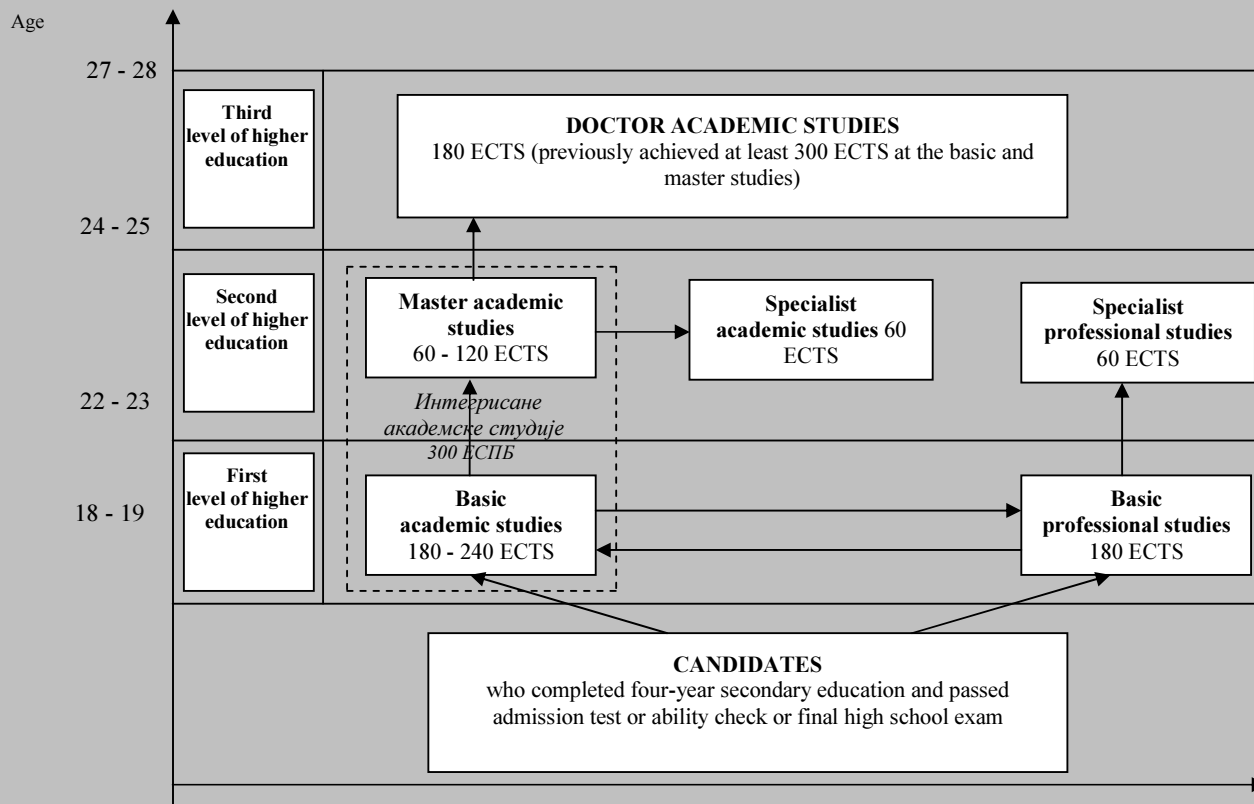 Age
27 - 28
Third
level of higher
education
DOCTOR ACADEMIC STUDIES
180 ECTS (previously achieved at least 300 ECTS at the basic and
master studies)
24 - 25
Second
level of higher
education
Master academic
studies
60 - 120 ECTS
Specialist
academic studies 60
ECTS
Specialist
professional studies
60 ECTS
22 - 23
Интегрисане
академске студије
300 ЕСПБ
First
level of higher
education
18 - 19
Basic
academic studies
180 - 240 ECTS
Basic
professional studies
180 ECTS
CANDIDATES
who completed four-year secondary education and passed
admission test or ability check or final high school exam